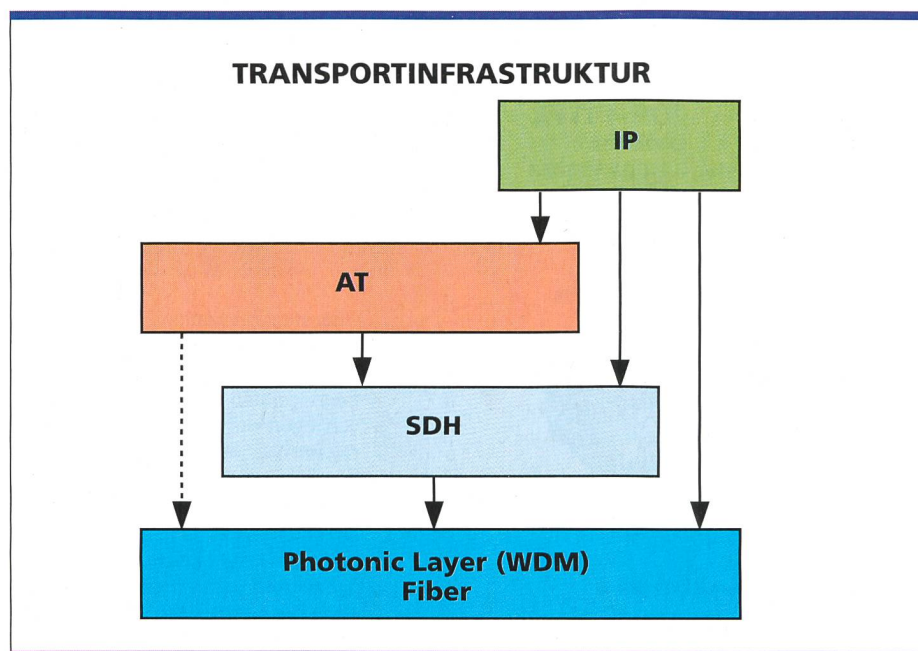 TRANSPORTINFRASTRUKTUR
IP
AT
SDH
Photonic Layer (WDM)
Fiber